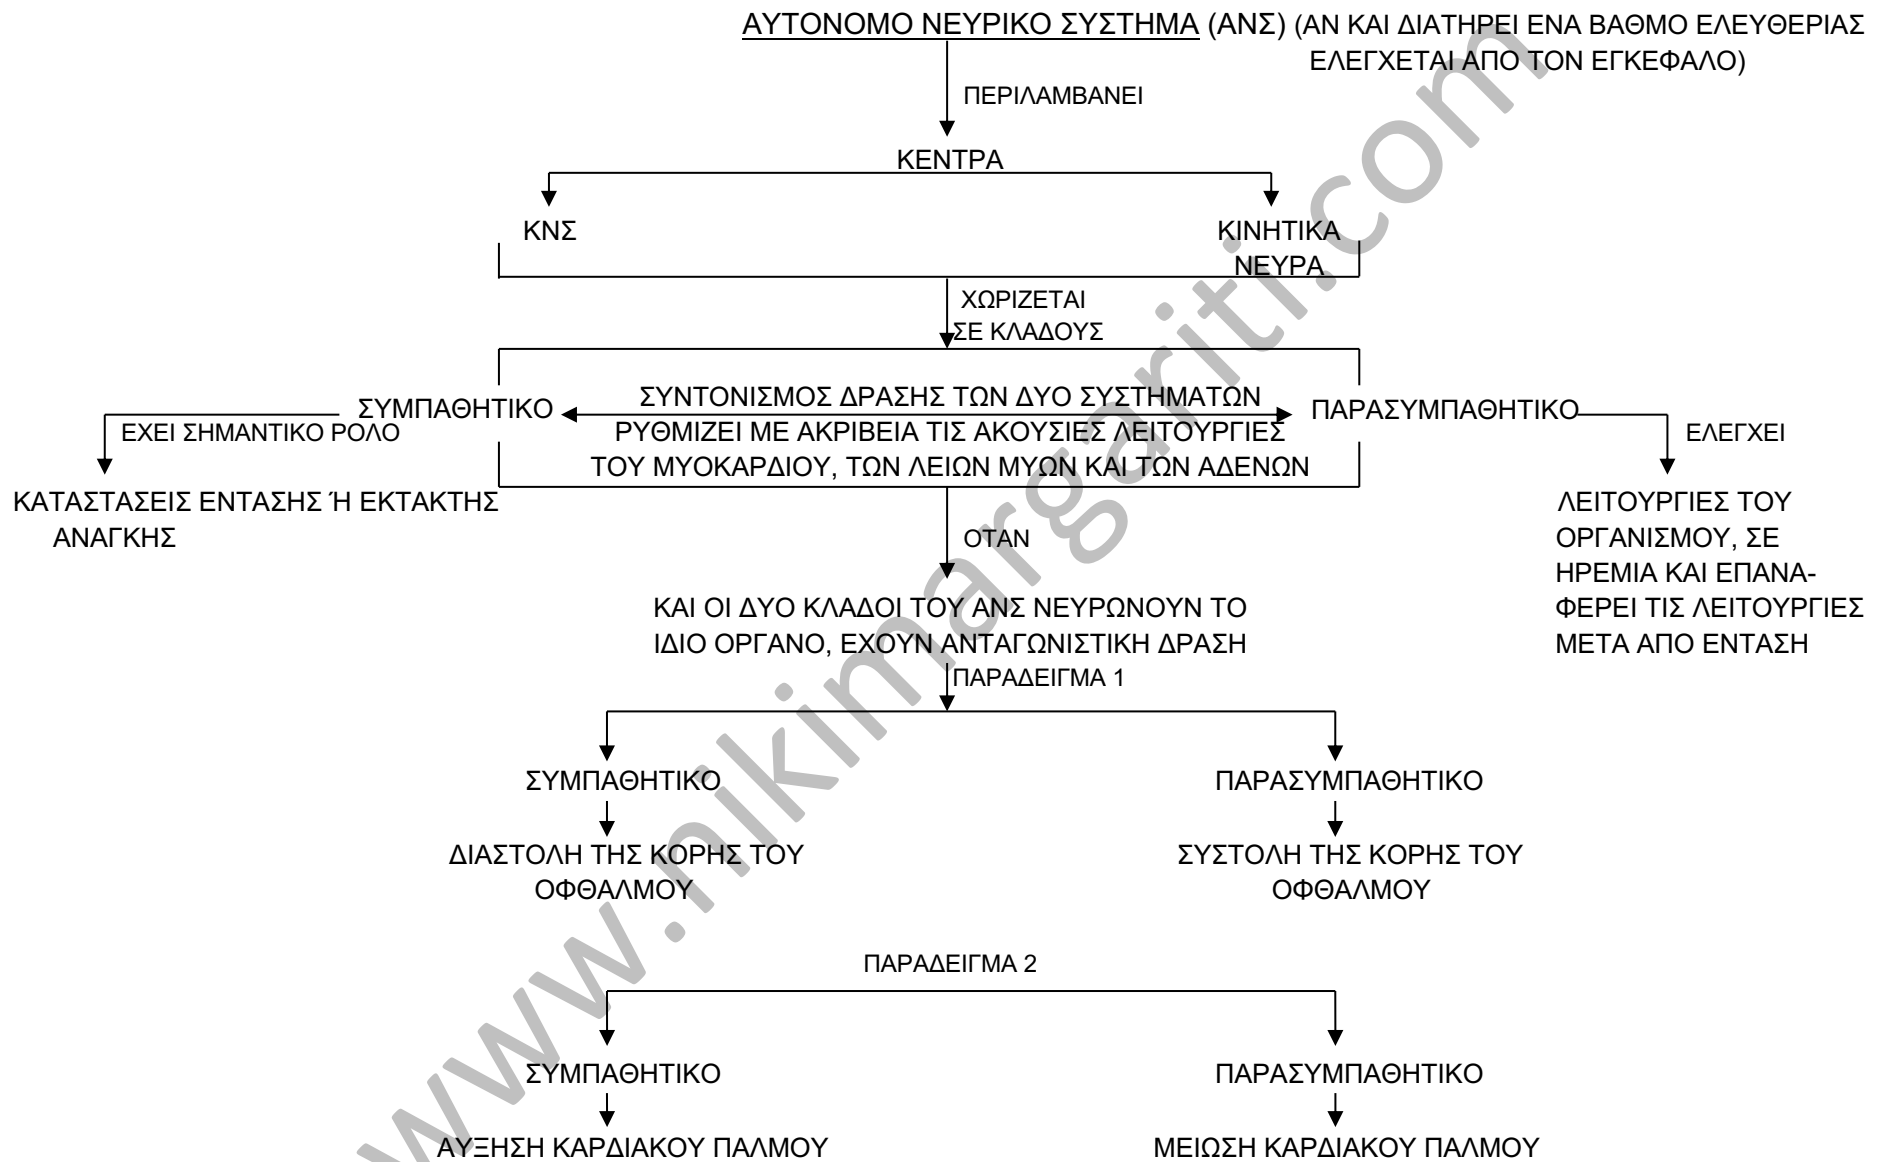 ΑΥΤΟΝΟΜΟ ΝΕΥΡΙΚΟ ΣΥΣΤΗΜΑ (ΑΝΣ) (ΑΝ ΚΑΙ ΔΙΑΤΗΡΕΙ ΕΝΑ ΒΑΘΜΟ ΕΛΕΥΘΕΡΙΑΣ
ΕΛΕΓΧΕΤΑΙ ΑΠΟ ΤΟΝ ΕΓΚΕΦΑΛΟ)
ΠΕΡΙΛΑΜΒΑΝΕΙ
ΚΕΝΤΡΑ
ΚΝΣ
ΚΙΝΗΤΙΚΑ
ΝΕΥΡΑ
ΧΩΡΙΖΕΤΑΙ
ΣΕ ΚΛΑΔΟΥΣ
ΣΥΜΠΑΘΗΤΙΚΟ
ΣΥΝΤΟΝΙΣΜΟΣ ΔΡΑΣΗΣ ΤΩΝ ΔΥΟ ΣΥΣΤΗΜΑΤΩΝ
ΡΥΘΜΙΖΕΙ ΜΕ ΑΚΡΙΒΕΙΑ ΤΙΣ ΑΚΟΥΣΙΕΣ ΛΕΙΤΟΥΡΓΙΕΣ
ΤΟΥ ΜΥΟΚΑΡΔΙΟΥ, ΤΩΝ ΛΕΙΩΝ ΜΥΩΝ ΚΑΙ ΤΩΝ ΑΔΕΝΩΝ
ΠΑΡΑΣΥΜΠΑΘΗΤΙΚΟ
ΕΧΕΙ ΣΗΜΑΝΤΙΚΟ ΡΟΛΟ
ΚΑΤΑΣΤΑΣΕΙΣ ΕΝΤΑΣΗΣ Ή ΕΚΤΑΚΤΗΣ
ΑΝΑΓΚΗΣ
ΕΛΕΓΧΕΙ
ΛΕΙΤΟΥΡΓΙΕΣ ΤΟΥ
ΟΡΓΑΝΙΣΜΟΥ, ΣΕ
ΗΡΕΜΙΑ ΚΑΙ ΕΠΑΝΑ-
ΦΕΡΕΙ ΤΙΣ ΛΕΙΤΟΥΡΓΙΕΣ
ΜΕΤΑ ΑΠΟ ΕΝΤΑΣΗ
ΟΤΑΝ
ΚΑΙ ΟΙ ΔΥΟ ΚΛΑΔΟΙ ΤΟΥ ΑΝΣ ΝΕΥΡΩΝΟΥΝ ΤΟ
ΙΔΙΟ ΟΡΓΑΝΟ, ΕΧΟΥΝ ΑΝΤΑΓΩΝΙΣΤΙΚΗ ΔΡΑΣΗ
ΠΑΡΑΔΕΙΓΜΑ 1
ΣΥΜΠΑΘΗΤΙΚΟ
ΔΙΑΣΤΟΛΗ ΤΗΣ ΚΟΡΗΣ ΤΟΥ
ΟΦΘΑΛΜΟΥ
ΠΑΡΑΣΥΜΠΑΘΗΤΙΚΟ
ΣΥΣΤΟΛΗ ΤΗΣ ΚΟΡΗΣ ΤΟΥ
ΟΦΘΑΛΜΟΥ
ΠΑΡΑΔΕΙΓΜΑ 2
ΣΥΜΠΑΘΗΤΙΚΟ
ΑΥΞΗΣΗ ΚΑΡΔΙΑΚΟΥ ΠΑΛΜΟΥ
ΠΑΡΑΣΥΜΠΑΘΗΤΙΚΟ
ΜΕΙΩΣΗ ΚΑΡΔΙΑΚΟΥ ΠΑΛΜΟΥ
www.nikimargariti.com